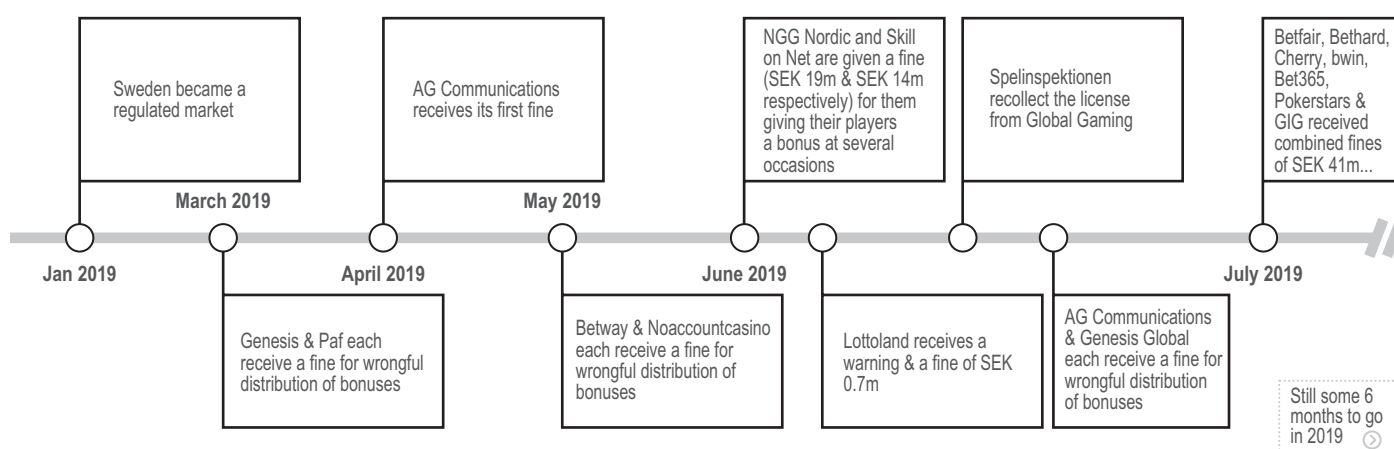 Sweden became a
regulated market
AG Communications
receives its first fine
NGG Nordic and Skill
on Net are given a fine
(SEK 19m & SEK 14m
respectively) for them
giving their players
a bonus at several
occasions
Spelinspektionen
recollect the license
from Global Gaming
Betfair, Bethard,
Cherry, bwin,
Bet365,
Pokerstars &
GIG received
combined fines
of SEK 41m...
March 2019
May 2019
Jan 2019
April 2019
June 2019
July 2019
Genesis & Paf each
receive a fine for wrongful
distribution of bonuses
Betway & Noaccountcasino
each receive a fine for
wrongful distribution of
bonuses
Lottoland receives a
warning & a fine of SEK
0.7m
AG Communications
& Genesis Global
each receive a fine for
wrongful distribution
of bonuses
Still some 6
months to go
in 2019